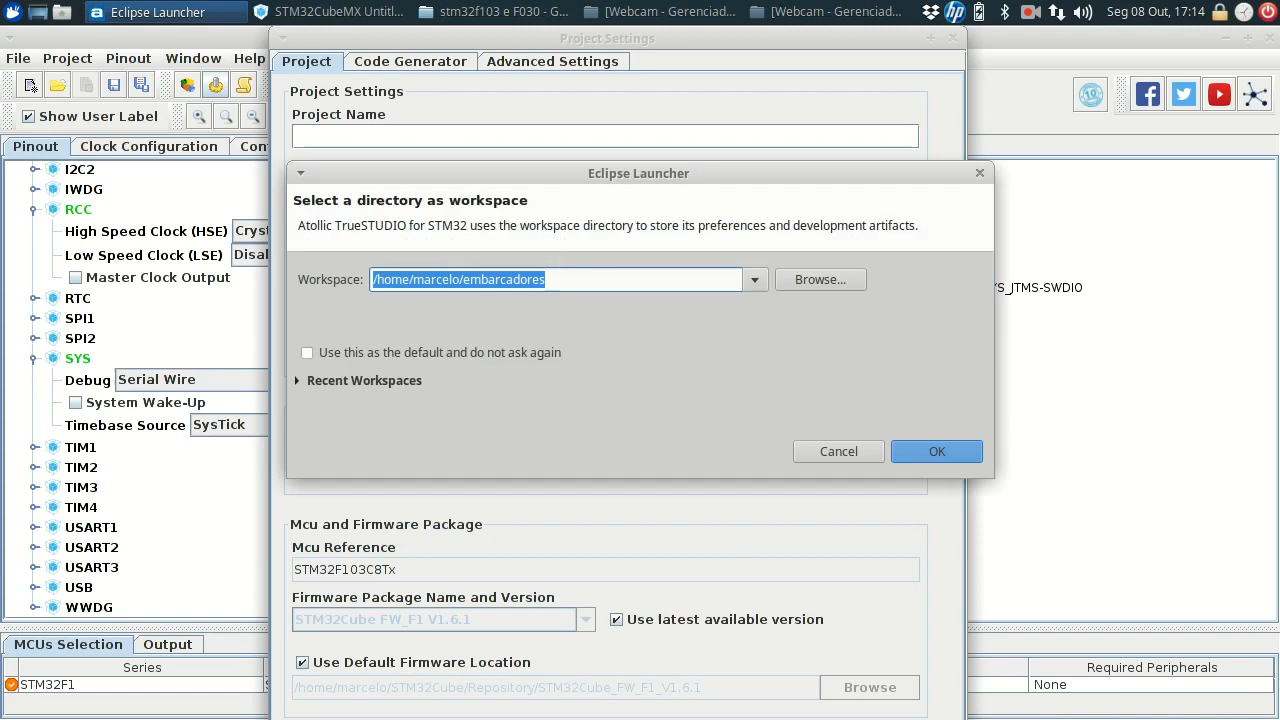 Eclipse Launcher
STM32CubeMX Untitl...
stm32f103 e F030 - G...
[Webcam - Gerenciad...
[Webcam - Gerenciad...
Seg 08 Out, 17:14
Project Settings
File Project Pinout Window Help
Project Code Generator Advanced Settings
Project Settings
Project Name
Show User Label
Pinout Clock Configuration Con
I2C2
IWDG
RCC
High Speed Clock (HSE) Cryst
Low Speed Clock (LSE) Disal
Master Clock Output
RTC
SPI1
SPI2
SYS
Debug Serial Wire
System Wake-Up
Timebase Source SysTick
TIM1
TIM2
TIM3
TIM4
USART1
USART2
USART3
USB
WWDG
Eclipse Launcher
Select a directory as workspace
Atollic TrueSTUDIO for STM32 uses the workspace directory to store its preferences and development artifacts.
Workspace: /home/marcelo/embarcadores Browse...
Use this as the default and do not ask again
Recent Workspaces
Cancel OK
S_JTMS-SWDIO
Mcu and Firmware Package
Mcu Reference
STM32F103C8Tx
Firmware Package Name and Version
STM32Cube FW_F1 V1.6.1 Use latest available version
Use Default Firmware Location
/home/marcelo/STM32Cube/Repository/STM32Cube_FW_F1_V1.6.1 Browse
MCUs Selection Output
Series Required Peripherals
STM32F1 None